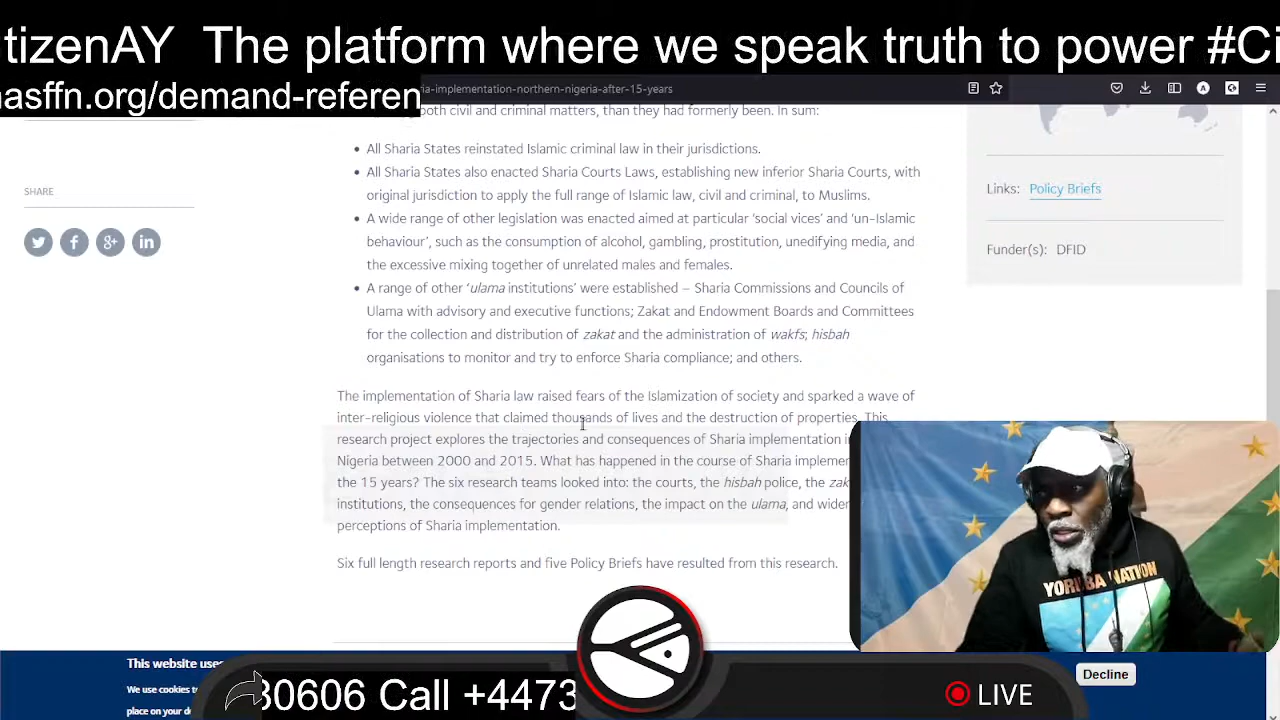 tizenAY The platform where we speak truth to power #Ci
nasffn.org/demand-referen
ria-implementation-northern-nigeria-after-15-years
both civil and criminal matters, than they had formerly been. In sum:
All Sharia States reinstated Islamic criminal law in their jurisdictions.
All Sharia States also enacted Sharia Courts Laws, establishing new inferior Sharia Courts, with
original jurisdiction to apply the full range of Islamic law, civil and criminal, to Muslims.
A wide range of other legislation was enacted aimed at particular ‘social vices’ and ‘un-Islamic
behaviour’, such as the consumption of alcohol, gambling, prostitution, unedifying media, and
the excessive mixing together of unrelated males and females.
A range of other ‘ulama institutions’ were established – Sharia Commissions and Councils of
Ulama with advisory and executive functions; Zakat and Endowment Boards and Committees
for the collection and distribution of zakat and the administration of wakfs; hisbah
organisations to monitor and try to enforce Sharia compliance; and others.
The implementation of Sharia law raised fears of the Islamization of society and sparked a wave of
inter-religious violence that claimed thousands of lives and the destruction of properties. This
research project explores the trajectories and consequences of Sharia implementation in
Nigeria between 2000 and 2015. What has happened in the course of Sharia implemen
the 15 years? The six research teams looked into: the courts, the hisbah police, the zak
institutions, the consequences for gender relations, the impact on the ulama, and wider
perceptions of Sharia implementation.
Six full length research reports and five Policy Briefs have resulted from this research.
SHARE
Links: Policy Briefs
Funder(s): DFID
YORUBA NATION
This website uses
We use cookies to
place on your de
Decline
30606 Call +4473
LIVE